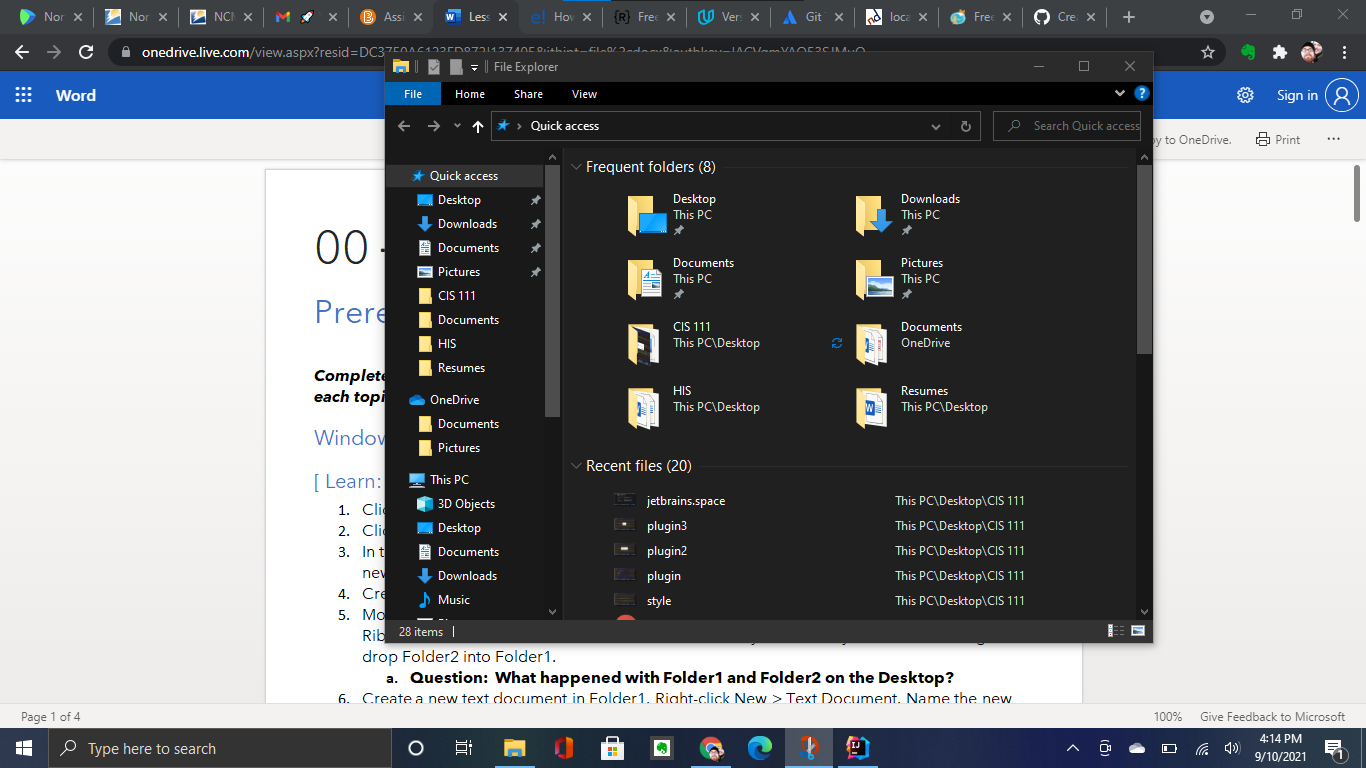 Nor
Nor
NCN
M
Assi
Less
Hov
Free
Vers
Git
loca
Free
Crea
onedrive.live.com/view.aspx?resid=DC3750A6123FD872!137405&ithint=file%2cdocx&authkey=!ACVzmYAO53SJMuQ
File Explorer
Word
Sign in
File Home Share View
Quick access
Search Quick access
py to OneDrive.
Print
Quick access
Desktop
Downloads
Documents
Pictures
CIS 111
Documents
HIS
Resumes
OneDrive
Documents
Pictures
This PC
3D Objects
Desktop
Documents
Downloads
Music
Frequent folders (8)
Desktop
This PC
Downloads
This PC
Documents
This PC
Pictures
This PC
CIS 111
This PC\Desktop
Documents
OneDrive
HIS
This PC\Desktop
Resumes
This PC\Desktop
Recent files (20)
jetbrains.space This PC\Desktop\CIS 111
plugin3 This PC\Desktop\CIS 111
plugin2 This PC\Desktop\CIS 111
plugin This PC\Desktop\CIS 111
style This PC\Desktop\CIS 111
28 items
00 -
Prere
Complete
each topi
Window
[ Learn:
1. Clic
2. Clic
3. In t
new
4. Cre
5. Mo
Rib
drop Folder2 into Folder1.
a. Question: What happened with Folder1 and Folder2 on the Desktop?
6. Create a new text document in Folder1. Right-click New > Text Document. Name the new
Page 1 of 4
100% Give Feedback to Microsoft
Type here to search
4:14 PM
9/10/2021
1